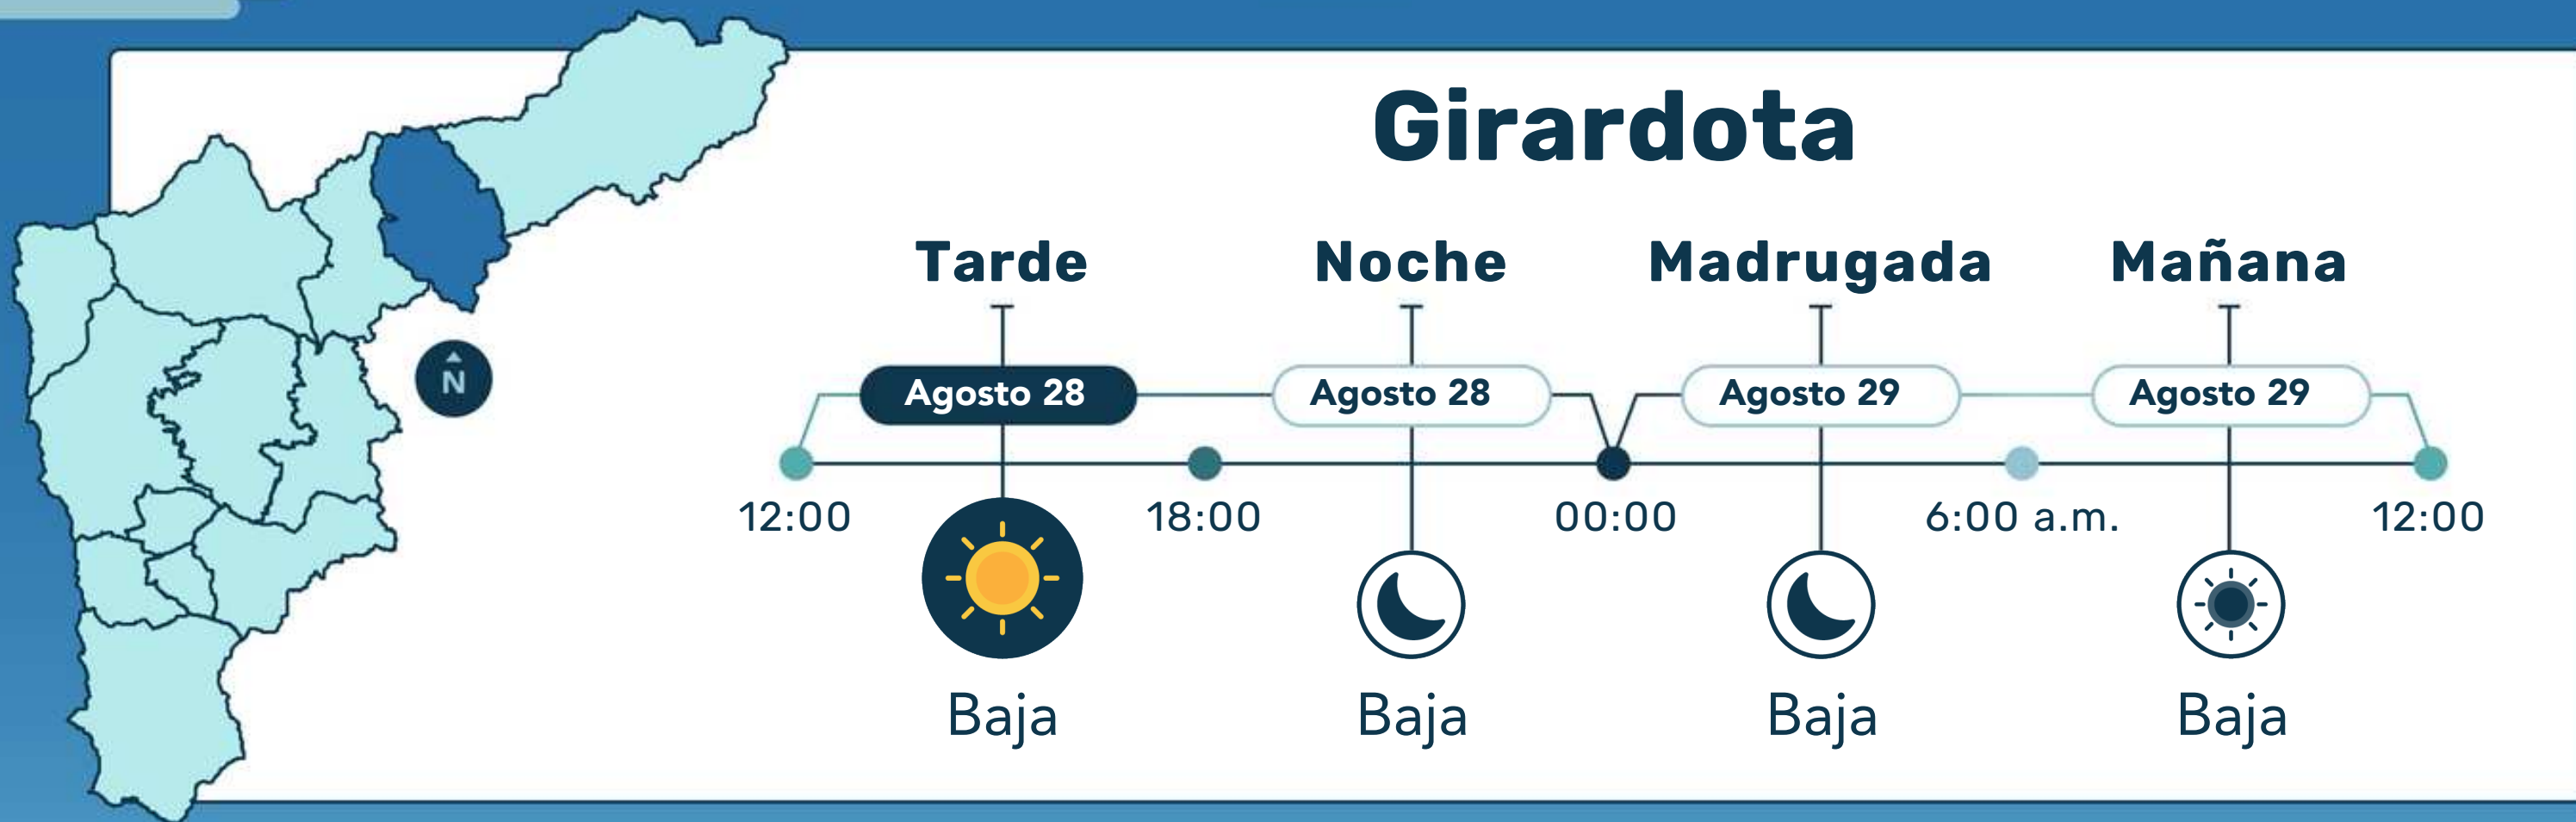 Girardota
Tarde Noche Madrugada Mañana
Agosto 28 Agosto 28 Agosto 29 Agosto 29
N
12:00 18:00 00:00 6:00 a.m. 12:00
Baja Baja Baja Baja